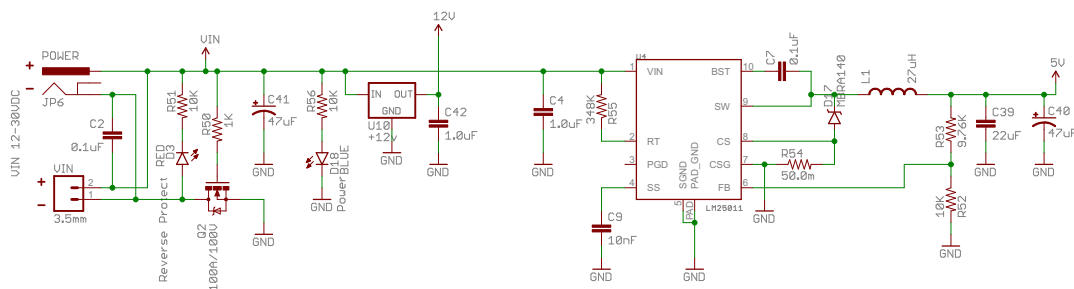 POWER
+
-
JP6
VIN 12-30VDC
VIN
+
-
2
1
3.5mm
C2
0.1uF
VIN
R51
10K
R50
1K
D3
RED
Reverse Protect
Q2
100A/100V
C41
47uF
GND
GND
R56
10K
D18
BLUE
Power
GND
IN OUT
GND
U10
+12V
GND
12V
C42
1.0uF
GND
C4
1.0uF
GND
348K
R55
C9
10nF
GND
U4
1 VIN
2 RT
3 PGD
4 SS
BST 10
SW 9
CS 8
CSG 7
FB 6
SGND
PAD_GND
5
PAD
LM25011
GND
C7
0.1uF
D17
MBRA140
R54
50.0m
GND
L1
27uH
5V
R53
9.76K
10K
R52
GND
C39
22uF
GND
C40
47uF
GND